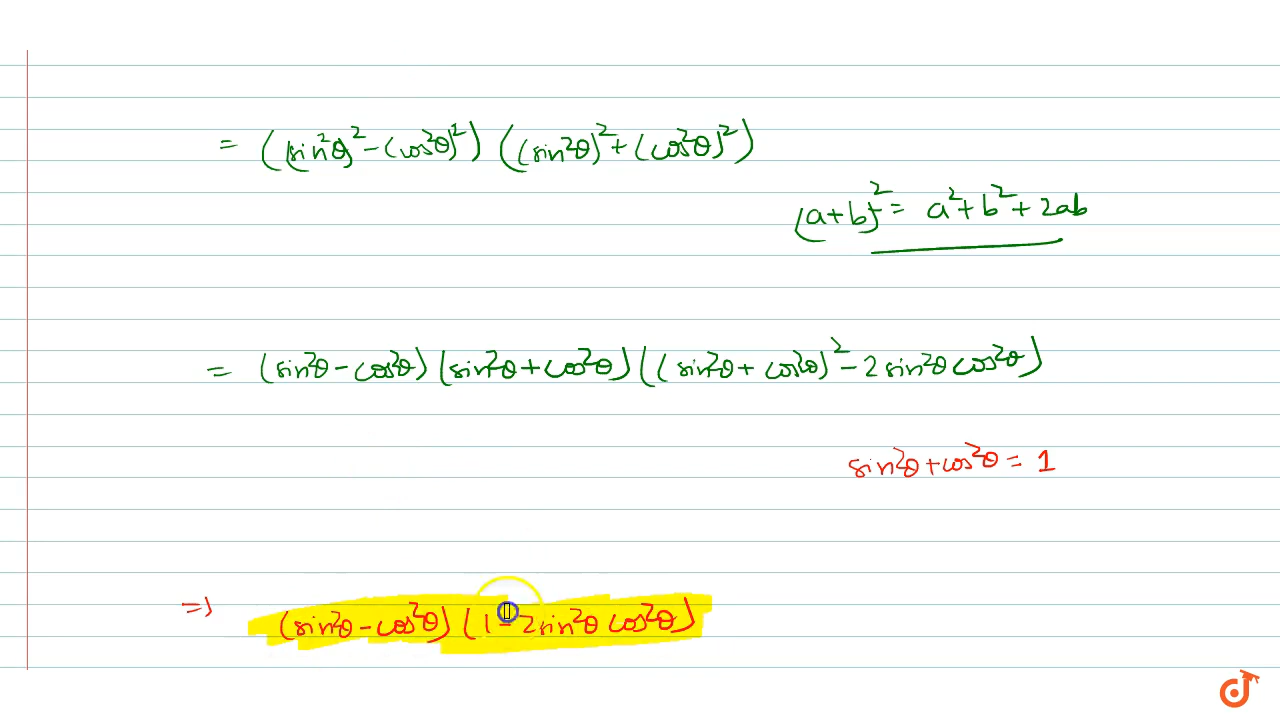 = ((sin²θ)² - (cos²θ)²) ((sin²θ)² + (cos²θ)²)
(a+b)² = a² + b² + 2ab
= (sin²θ - cos²θ) (sin²θ + cos²θ) ((sin²θ + cos²θ)² - 2 sin²θ cos²θ)
sin²θ + cos²θ = 1
=) (sin²θ - cos²θ) (1 - 2 sin²θ cos²θ)